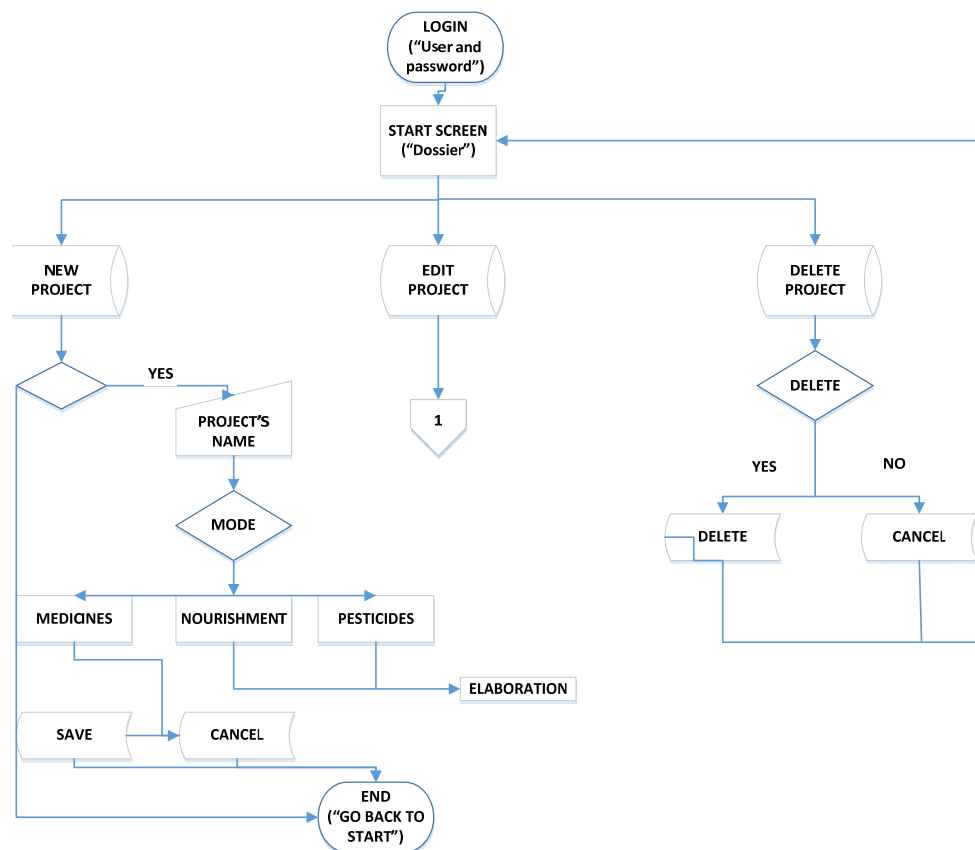 LOGIN
(“User and
password”)
START SCREEN
(“Dossier”)
NEW
PROJECT
EDIT
PROJECT
DELETE
PROJECT
YES
PROJECT’S
NAME
1
DELETE
YES
NO
MODE
DELETE
CANCEL
MEDICINES
NOURISHMENT
PESTICIDES
ELABORATION
SAVE
CANCEL
END
(“GO BACK TO
START”)